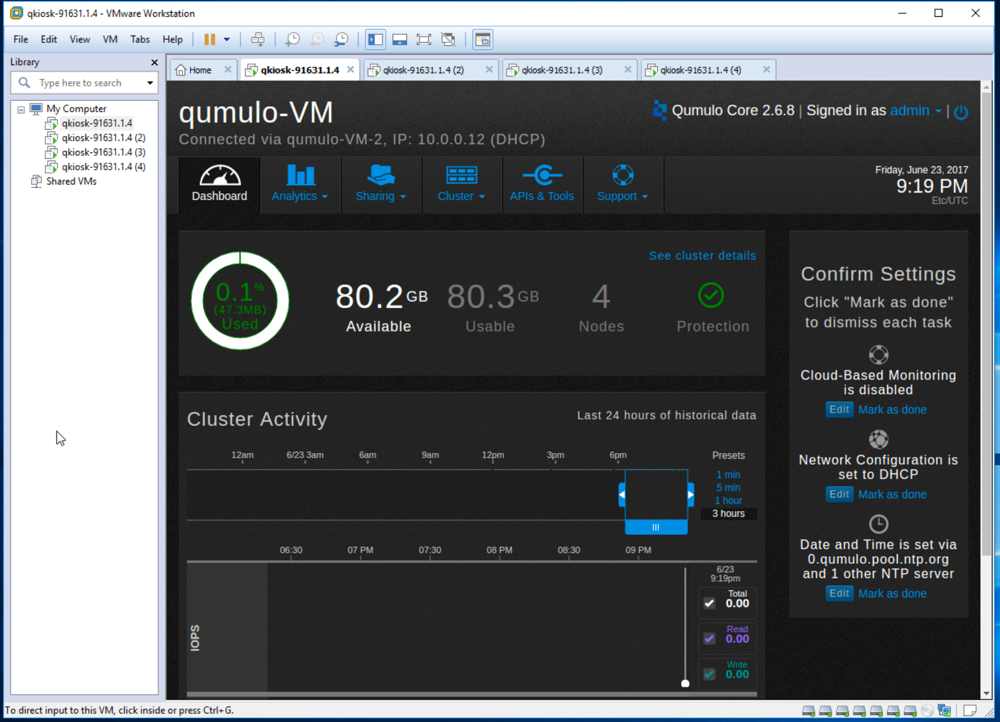 qkiosk-91631.1.4 - VMware Workstation
File Edit View VM Tabs Help
Library
Type here to search
My Computer
qkiosk-91631.1.4
qkiosk-91631.1.4 (2)
qkiosk-91631.1.4 (3)
qkiosk-91631.1.4 (4)
Shared VMs
Home qkiosk-91631.1.4 qkiosk-91631.1.4 (2) qkiosk-91631.1.4 (3) qkiosk-91631.1.4 (4)
qumulo-VM
Connected via qumulo-VM-2, IP: 10.0.0.12 (DHCP)
Qumulo Core 2.6.8 | Signed in as admin |
Dashboard Analytics Sharing Cluster APIs & Tools Support
Friday, June 23, 2017
9:19 PM
Etc/UTC
See cluster details
0.1%
(47.3MB)
Used
80.2GB
Available
80.3GB
Usable
4
Nodes
Protection
Cluster Activity
Last 24 hours of historical data
12am 6/23 3am 6am 9am 12pm 3pm 6pm
Presets
1 min
5 min
1 hour
3 hours
06:30 07 PM 07:30 08 PM 08:30 09 PM
IOPS
6/23
9:19pm
Total
0.00
Read
0.00
Write
0.00
Confirm Settings
Click "Mark as done"
to dismiss each task
Cloud-Based Monitoring
is disabled
Edit Mark as done
Network Configuration is
set to DHCP
Edit Mark as done
Date and Time is set via
0.qumulo.pool.ntp.org
and 1 other NTP server
Edit Mark as done
To direct input to this VM, click inside or press Ctrl+G.